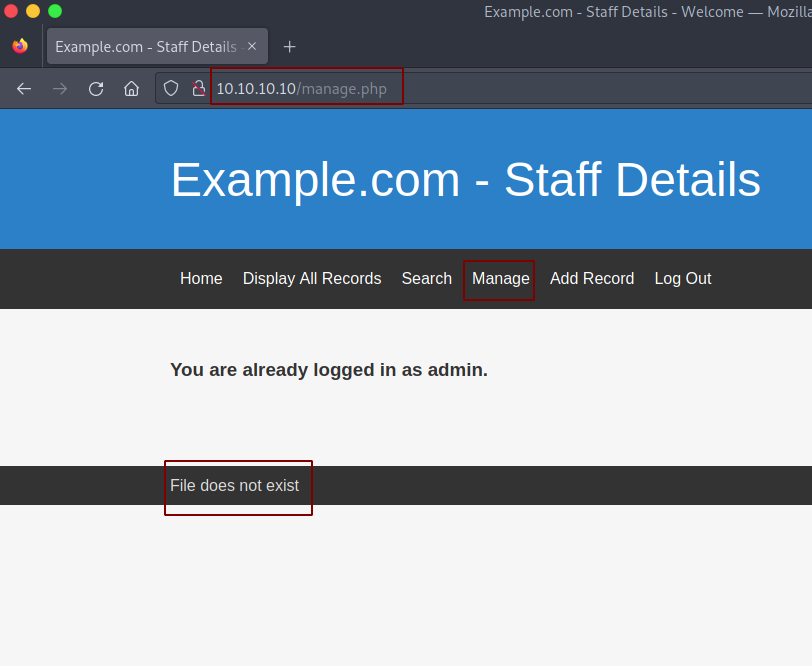 Example.com - Staff Details - Welcome — Mozilla
Example.com - Staff Details -
10.10.10.10/manage.php
Example.com - Staff Details
Home Display All Records Search Manage Add Record Log Out
You are already logged in as admin.
File does not exist